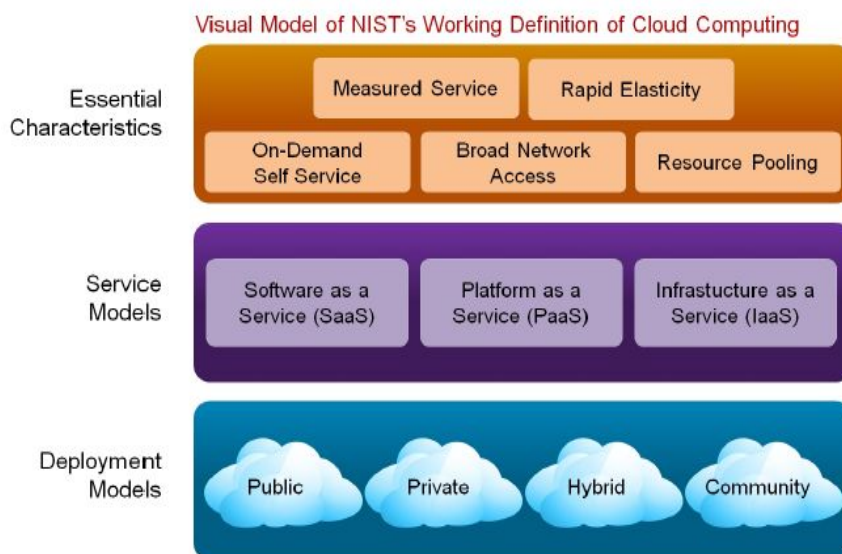 Visual Model of NIST's Working Definition of Cloud Computing
Essential
Characteristics
Measured Service
Rapid Elasticity
On-Demand
Self Service
Broad Network
Access
Resource Pooling
Service
Models
Software as a
Service (SaaS)
Platform as a
Service (PaaS)
Infrastucture as a
Service (IaaS)
Deployment
Models
Public
Private
Hybrid
Community